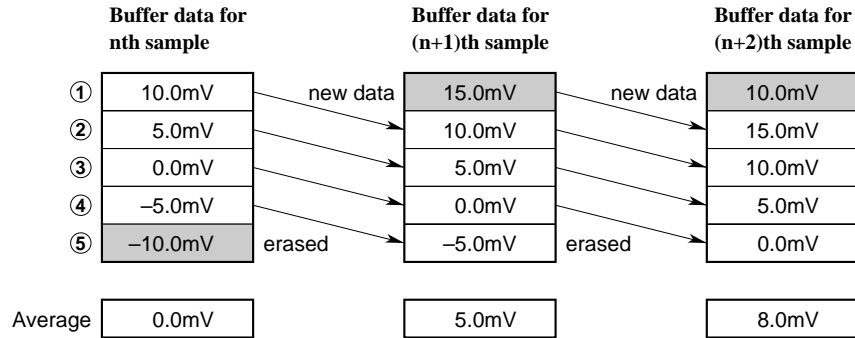 Buffer data for nth sample
Buffer data for (n+1)th sample
Buffer data for (n+2)th sample
① 10.0mV new data 15.0mV new data 10.0mV
② 5.0mV 10.0mV 15.0mV
③ 0.0mV 5.0mV 10.0mV
④ –5.0mV 0.0mV 5.0mV
⑤ –10.0mV erased –5.0mV erased 0.0mV
Average 0.0mV 5.0mV 8.0mV